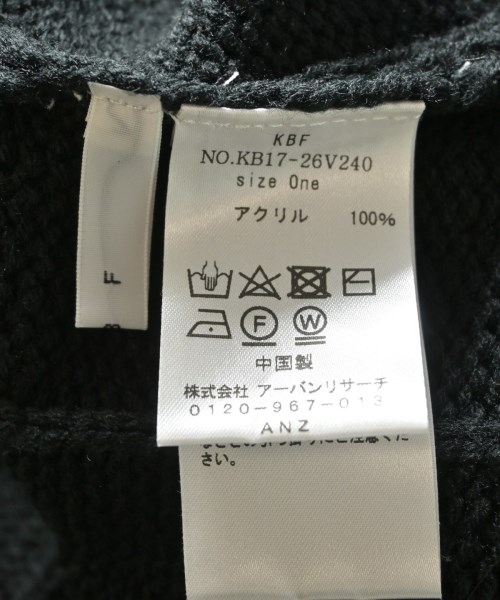 KBF
NO.KB17-26V240
size One
アクリル 100%
F
W
中国製
株式会社 アーバンリサーチ
0120-967-013
ANZ
さい。
F